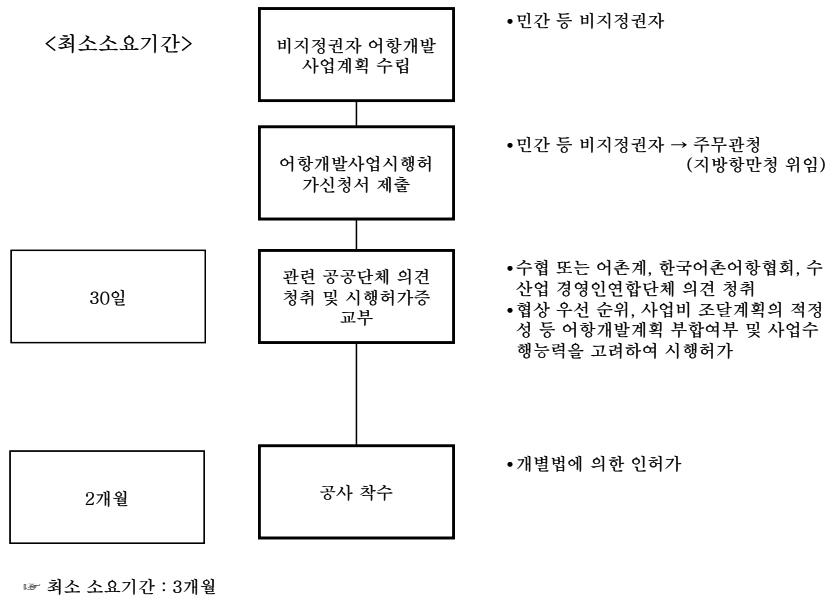 <최소소요기간>
비지정권자 어항개발
사업계획 수립
•민간 등 비지정권자
어항개발사업시행허
가신청서 제출
•민간 등 비지정권자 → 주무관청
(지방항만청 위임)
30일
관련 공공단체 의견
청취 및 시행허가증
교부
•수협 또는 어촌계, 한국어촌어항협회, 수
산업 경영인연합단체 의견 청취
•협상 우선 순위, 사업비 조달계획의 적정
성 등 어항개발계획 부합여부 및 사업수
행능력을 고려하여 시행허가
2개월
공사 착수
•개별법에 의한 인허가
☞ 최소 소요기간 : 3개월